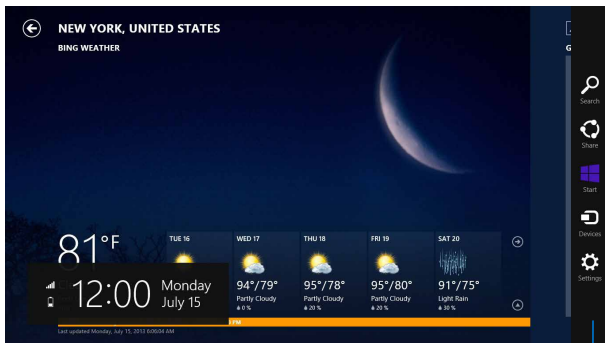 NEW YORK, UNITED STATES
BING WEATHER
G
Search
Share
Start
Devices
Settings
81°F
TUE 16
WED 17
94°/79°
Partly Cloudy
0 %
THU 18
95°/78°
Partly Cloudy
20 %
FRI 19
95°/80°
Partly Cloudy
20 %
SAT 20
91°/75°
Light Rain
30 %
12:00
Monday
July 15
PM
Last updated Monday, July 15, 2013 8:06:04 AM